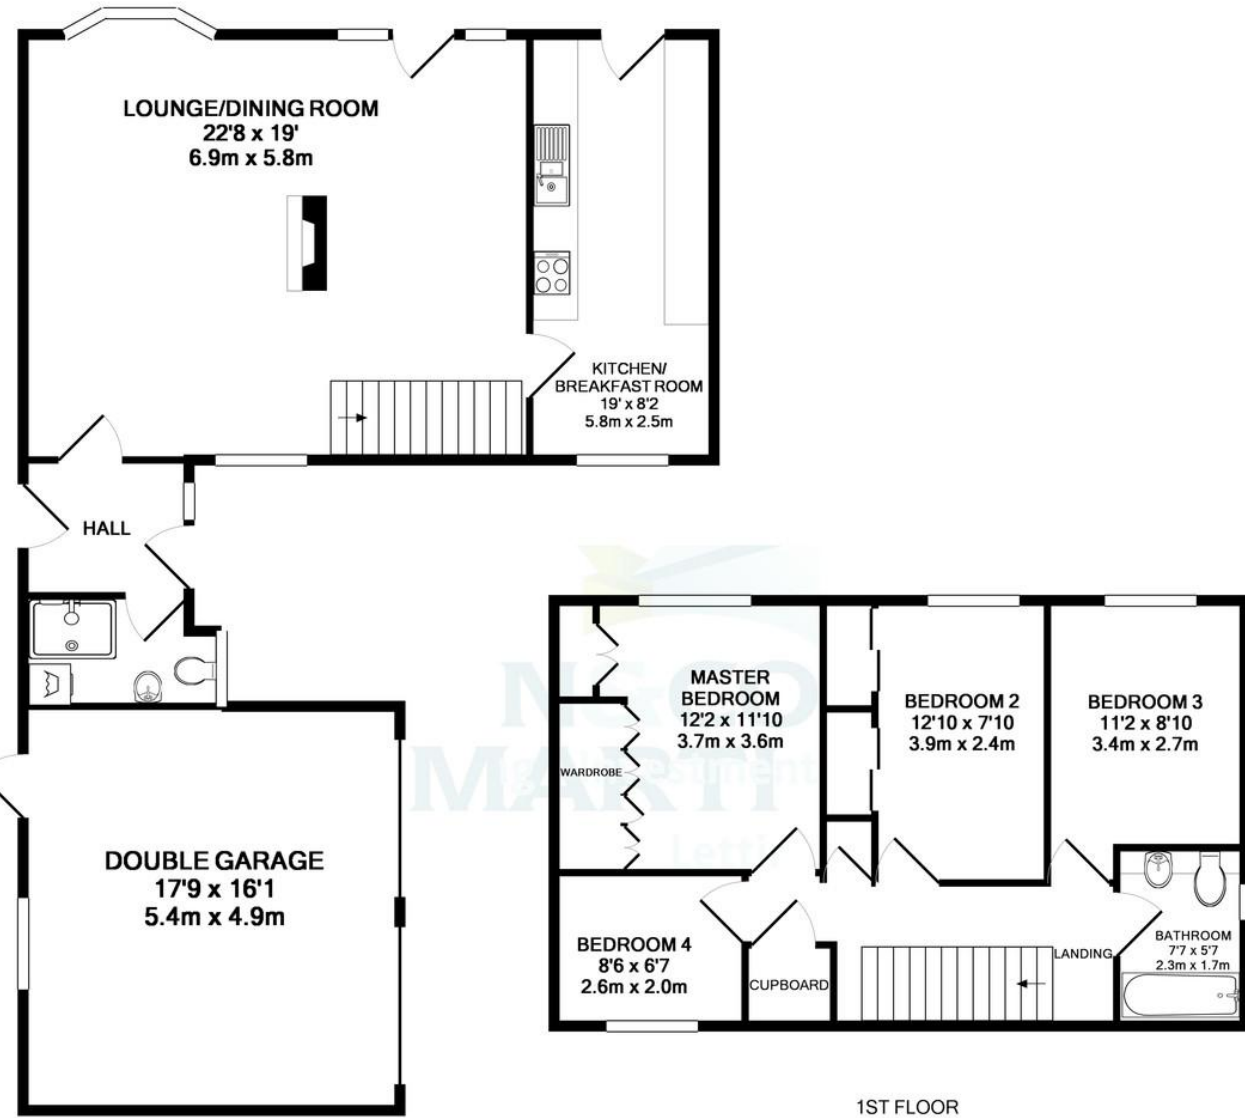 LOUNGE/DINING ROOM
22'8 x 19'
6.9m x 5.8m
KITCHEN/
BREAKFAST ROOM
19' x 8'2
5.8m x 2.5m
HALL
DOUBLE GARAGE
17'9 x 16'1
5.4m x 4.9m
MASTER
BEDROOM
12'2 x 11'10
3.7m x 3.6m
WARDROBE
BEDROOM 2
12'10 x 7'10
3.9m x 2.4m
BEDROOM 3
11'2 x 8'10
3.4m x 2.7m
BEDROOM 4
8'6 x 6'7
2.6m x 2.0m
CUPBOARD
LANDING
BATHROOM
7'7 x 5'7
2.3m x 1.7m
N&CO
MARTI
Letti
1ST FLOOR